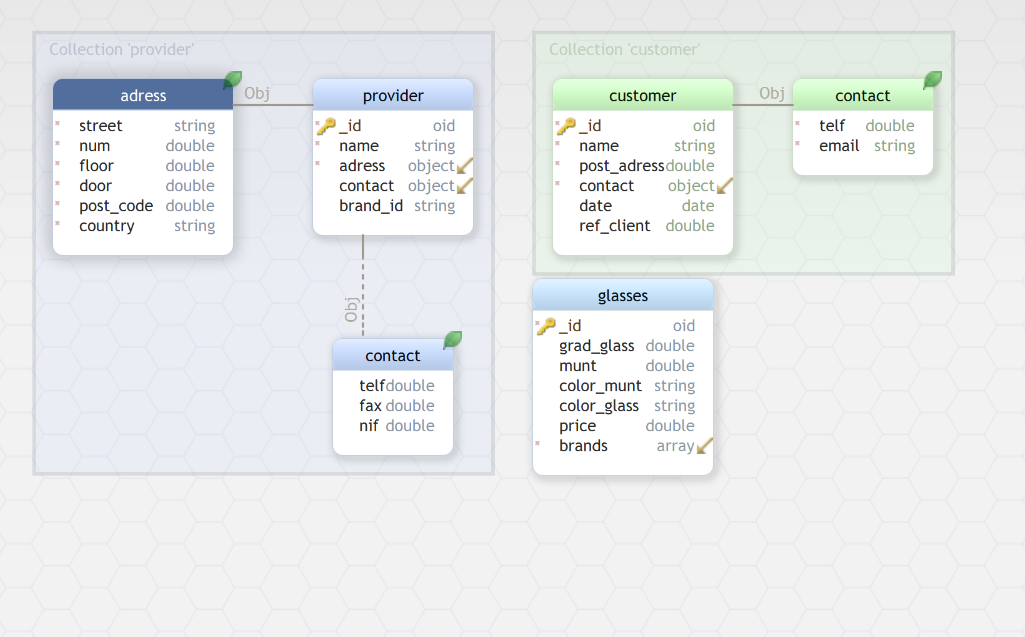 Collection 'provider'
adress
street string
num double
floor double
door double
post_code double
country string
Obj
provider
_id oid
name string
adress object
contact object
brand_id string
Obj
contact
telf double
fax double
nif double
Collection 'customer'
customer
_id oid
name string
post_adress double
contact object
date date
ref_client double
Obj
contact
telf double
email string
glasses
_id oid
grad_glass double
munt double
color_munt string
color_glass string
price double
brands array